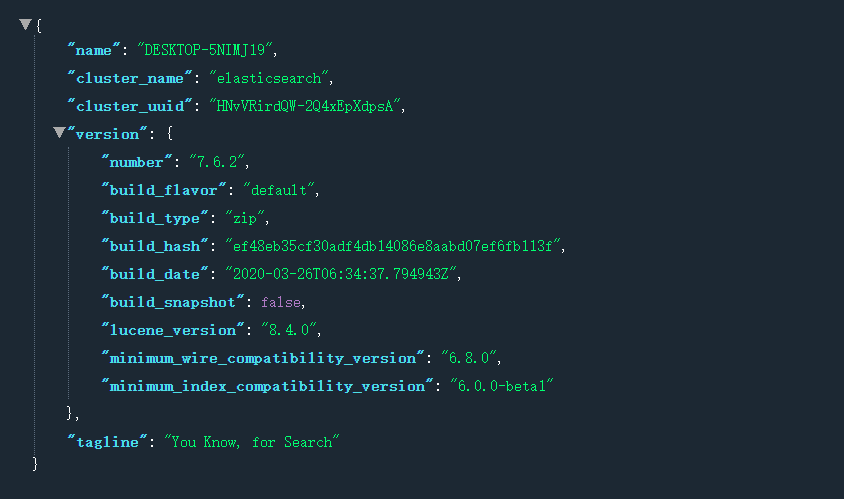 {
"name": "DESKTOP-5NIMJ19",
"cluster_name": "elasticsearch",
"cluster_uuid": "HNvVRirdQW-2Q4xEpXdpsA",
"version": {
"number": "7.6.2",
"build_flavor": "default",
"build_type": "zip",
"build_hash": "ef48eb35cf30adf4db14086e8aabd07ef6fb113f",
"build_date": "2020-03-26T06:34:37.794943Z",
"build_snapshot": false,
"lucene_version": "8.4.0",
"minimum_wire_compatibility_version": "6.8.0",
"minimum_index_compatibility_version": "6.0.0-beta1"
},
"tagline": "You Know, for Search"
}